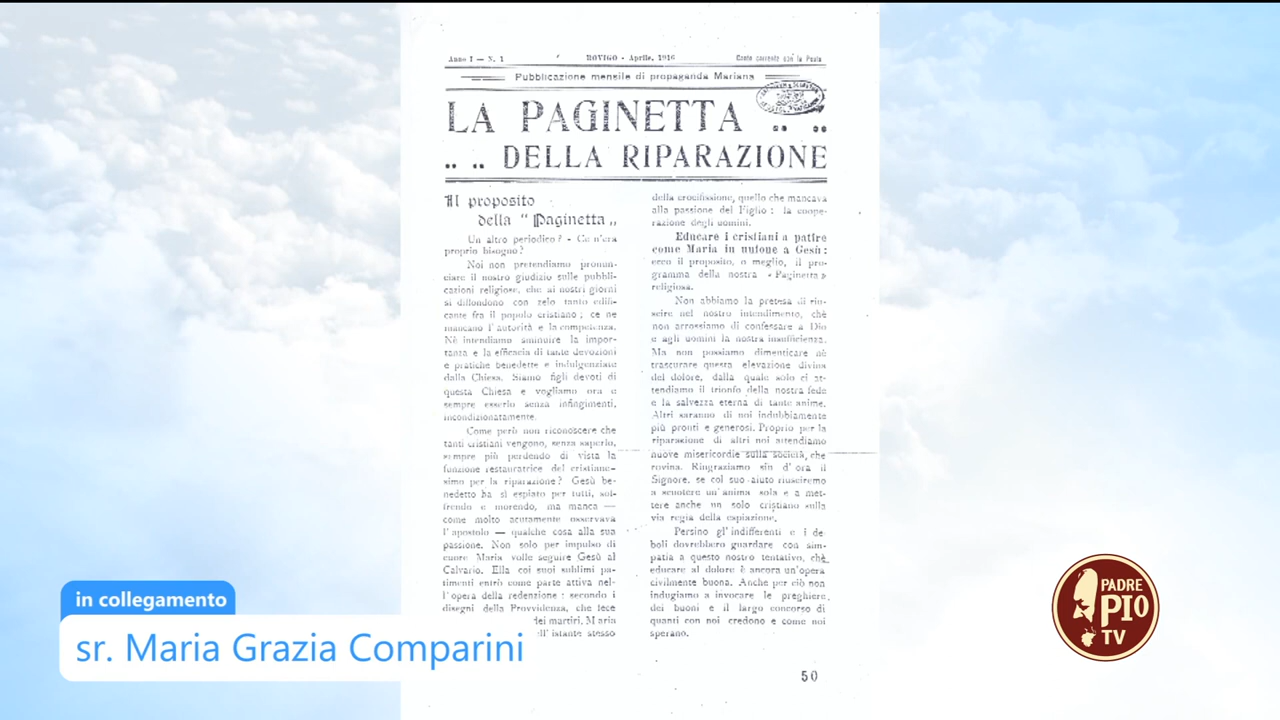 Anno I — N. 1
ROVIGO - Aprile, 1916
Conto corrente con la Posta
Pubblicazione mensile di propaganda Mariana
LA PAGINETTA
DELLA RIPARAZIONE
Il proposito
della “Paginetta„
Un altro periodico? - Ce n'era
proprio bisogno?
Noi non pretendiamo pronun-
ciare il nostro giudizio sulle pubbli-
cazioni religiose, che ai nostri giorni
si diffondono con zelo tanto edifi-
cante fra il popolo cristiano; ce ne
mancano l'autorità e la competenza.
Nè intendiamo sminuire la impor-
tanza e la efficacia di tante devozioni
e pratiche benedette e indulgenziate
dalla Chiesa. Siamo figli devoti di
questa Chiesa e vogliamo ora e
sempre esserlo senza infingimenti,
incondizionatamente.
Come però non riconoscere che
tanti cristiani vengono, senza saperlo,
sempre più perdendo di vista la
funzione restauratrice del cristiane-
simo per la riparazione? Gesù be-
nedetto ha sì espiato per tutti, sof-
frendo e morendo, ma manca —
come molto acutamente osservava
l'apostolo — qualche cosa alla sua
passione. Non solo per impulso di
cuore Maria volle seguire Gesù al
Calvario. Ella coi suoi sublimi pa-
timenti entrò come parte attiva nel-
l'opera della redenzione: secondo i
disegni della Provvidenza, che fece
dei martiri, Maria
ell'istante stesso
della crocifissione, quello che mancava
alla passione del Figlio: la coope-
razione degli uomini.
Educare i cristiani a patire
come Maria in unione a Gesù:
ecco il proposito, o meglio, il pro-
gramma della nostra «Paginetta»
religiosa.
Non abbiamo la pretesa di riu-
scire nel nostro intendimento, chè
non arrossiamo di confessare a Dio
e agli uomini la nostra insufficienza.
Ma non possiamo dimenticare nè
trascurare questa elevazione divina
del dolore, dalla quale solo ci at-
tendiamo il trionfo della nostra fede
e la salvezza eterna di tante anime.
Altri saranno di noi indubbiamente
più pronti e generosi. Proprio per la
riparazione di altri noi attendiamo
nuove misericordie sulla società, che
rovina. Ringraziamo sin d'ora il
Signore, se col suo aiuto riusciremo
a scuotere un'anima sola e a met-
tere anche un solo cristiano sulla
via regia della espiazione.
Persino gl'indifferenti e i de-
boli dovrebbero guardare con sim-
patia a questo nostro tentativo, chè
educare al dolore è ancora un'opera
civilmente buona. Anche per ciò non
indugiamo a invocare le preghiere
dei buoni e il largo concorso di
quanti con noi credono e come noi
sperano.
50
in collegamento
sr. Maria Grazia Comparini
PADRE
PIO
TV